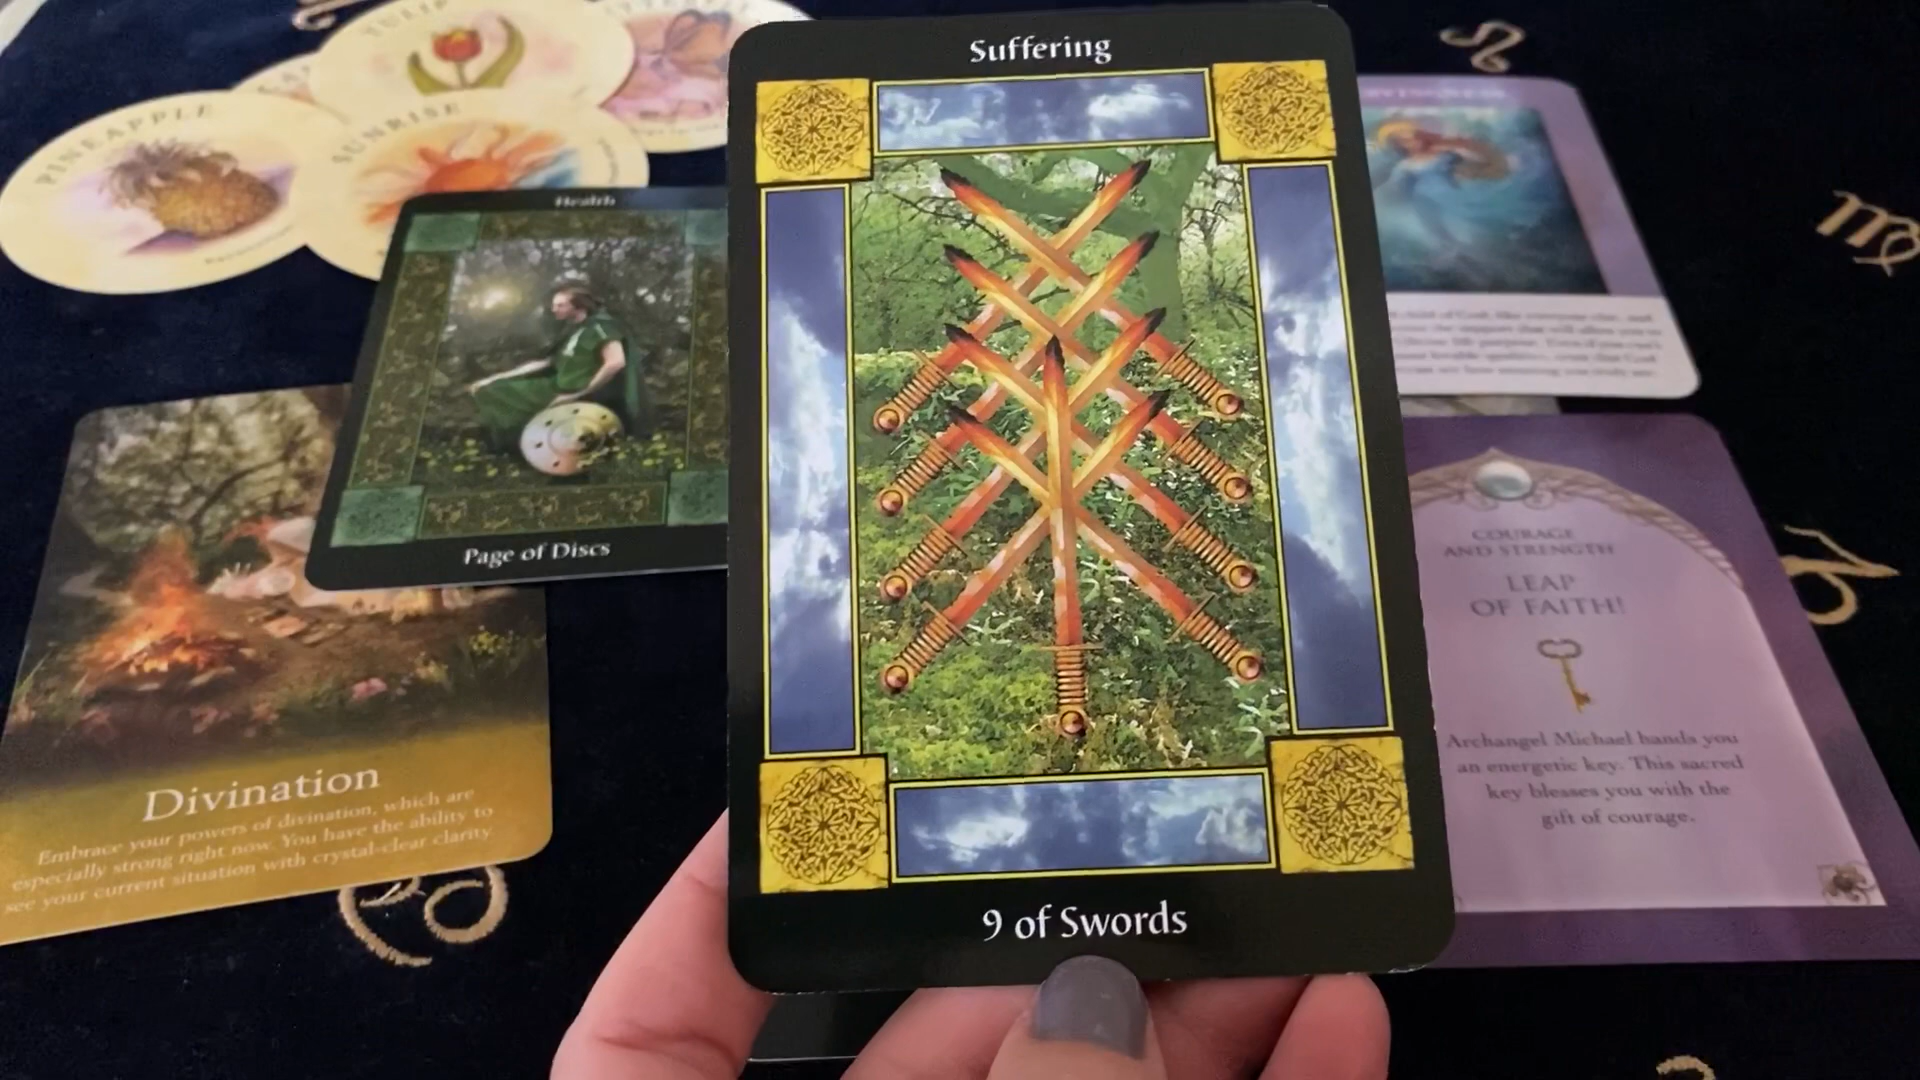 TULIP
PINEAPPLE
SUNRISE
Suffering
9 of Swords
Health
Page of Discs
Divination
Embrace your powers of divination, which are
especially strong right now. You have the ability to
see your current situation with crystal-clear clarity.
COURAGE
AND STRENGTH
LEAP
OF FAITH!
Archangel Michael hands you
an energetic key. This sacred
key blesses you with the
gift of courage.